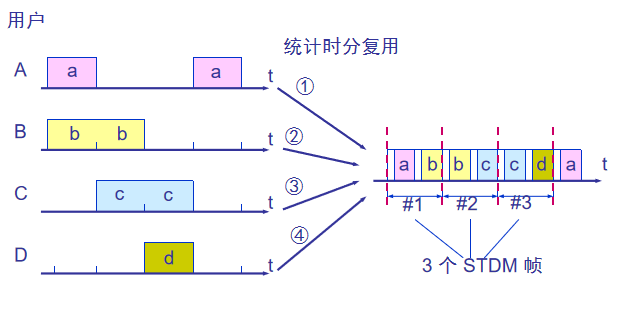 用户
统计时分复用
A a a t ①
B b b t ②
C c c t ③
D d t ④
a b b c c d a t
#1 #2 #3
3 个 STDM 帧